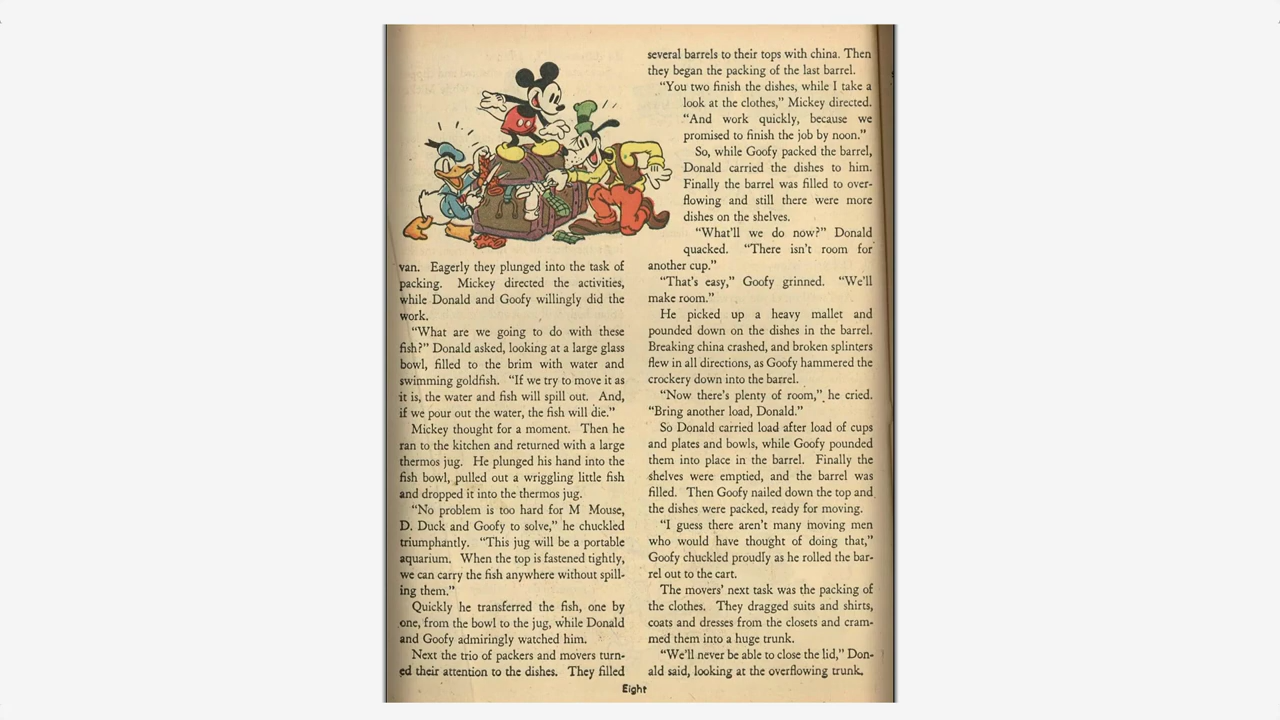 van. Eagerly they plunged into the task of
packing. Mickey directed the activities,
while Donald and Goofy willingly did the
work.
“What are we going to do with these
fish?” Donald asked, looking at a large glass
bowl, filled to the brim with water and
swimming goldfish. “If we try to move it as
it is, the water and fish will spill out. And,
if we pour out the water, the fish will die.”
Mickey thought for a moment. Then he
ran to the kitchen and returned with a large
thermos jug. He plunged his hand into the
fish bowl, pulled out a wriggling little fish
and dropped it into the thermos jug.
“No problem is too hard for M Mouse,
D. Duck and Goofy to solve,” he chuckled
triumphantly. “This jug will be a portable
aquarium. When the top is fastened tightly,
we can carry the fish anywhere without spill-
ing them.”
Quickly he transferred the fish, one by
one, from the bowl to the jug, while Donald
and Goofy admiringly watched him.
Next the trio of packers and movers turn-
ed their attention to the dishes. They filled
several barrels to their tops with china. Then
they began the packing of the last barrel.
“You two finish the dishes, while I take a
look at the clothes,” Mickey directed.
“And work quickly, because we
promised to finish the job by noon.”
So, while Goofy packed the barrel,
Donald carried the dishes to him.
Finally the barrel was filled to over-
flowing and still there were more
dishes on the shelves.
“What’ll we do now?” Donald
quacked. “There isn’t room for
another cup.”
“That’s easy,” Goofy grinned. “We’ll
make room.”
He picked up a heavy mallet and
pounded down on the dishes in the barrel.
Breaking china crashed, and broken splinters
flew in all directions, as Goofy hammered the
crockery down into the barrel.
“Now there’s plenty of room,” he cried.
“Bring another load, Donald.”
So Donald carried load after load of cups
and plates and bowls, while Goofy pounded
them into place in the barrel. Finally the
shelves were emptied, and the barrel was
filled. Then Goofy nailed down the top and
the dishes were packed, ready for moving.
“I guess there aren’t many moving men
who would have thought of doing that,”
Goofy chuckled proudly as he rolled the bar-
rel out to the cart.
The movers’ next task was the packing of
the clothes. They dragged suits and shirts,
coats and dresses from the closets and cram-
med them into a huge trunk.
“We’ll never be able to close the lid,” Don-
ald said, looking at the overflowing trunk.
Eight